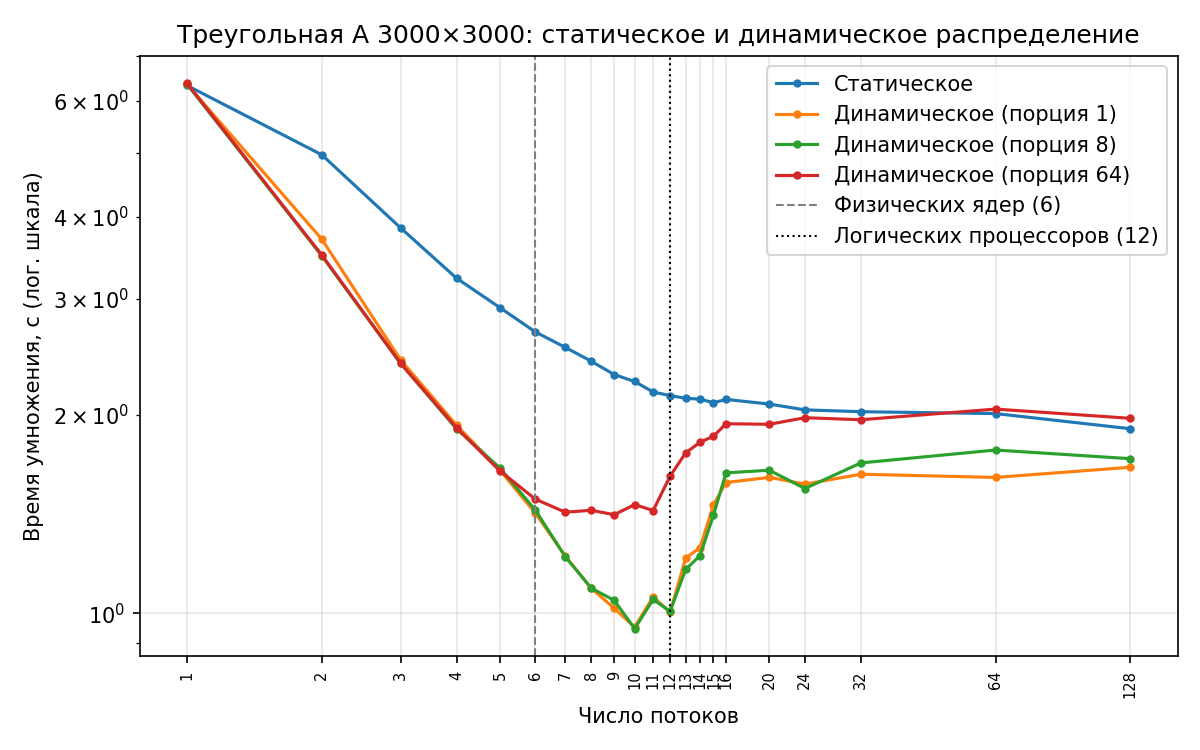 Треугольная A 3000×3000: статическое и динамическое распределение
Время умножения, с (лог. шкала)
6 × 10⁰
4 × 10⁰
3 × 10⁰
2 × 10⁰
10⁰
Статическое
Динамическое (порция 1)
Динамическое (порция 8)
Динамическое (порция 64)
Физических ядер (6)
Логических процессоров (12)
1 2 3 4 5 6 7 8 9 10 11 12 13 14 15 16 20 24 32 64 128
Число потоков